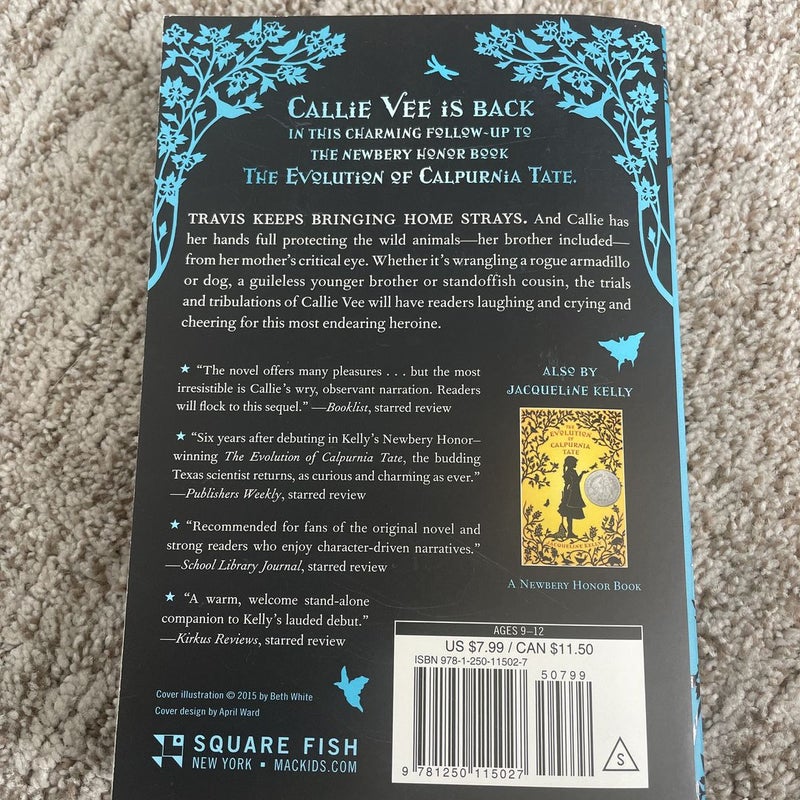 Callie Vee is back
in this charming follow-up to
the Newbery Honor Book
The Evolution of Calpurnia Tate.
TRAVIS KEEPS BRINGING HOME STRAYS. And Callie has
her hands full protecting the wild animals—her brother included—
from her mother's critical eye. Whether it's wrangling a rogue armadillo
or dog, a guileless younger brother or standoffish cousin, the trials
and tribulations of Callie Vee will have readers laughing and crying and
cheering for this most endearing heroine.
★ "The novel offers many pleasures . . . but the most
irresistible is Callie's wry, observant narration. Readers
will flock to this sequel." —Booklist, starred review
★ "Six years after debuting in Kelly's Newbery Honor–
winning The Evolution of Calpurnia Tate, the budding
Texas scientist returns, as curious and charming as ever."
—Publishers Weekly, starred review
★ "Recommended for fans of the original novel and
strong readers who enjoy character-driven narratives."
—School Library Journal, starred review
★ "A warm, welcome stand-alone
companion to Kelly's lauded debut."
—Kirkus Reviews, starred review
ALSO BY
JACQUELINE KELLY
THE
EVOLUTION
OF
CALPURNIA
TATE
JACQUELINE KELLY
A Newbery Honor Book
Cover illustration © 2015 by Beth White
Cover design by April Ward
SQUARE FISH
NEW YORK • MACKIDS.COM
AGES 9–12
US $7.99 / CAN $11.50
ISBN 978-1-250-11502-7
50799
9 781250 115027
S